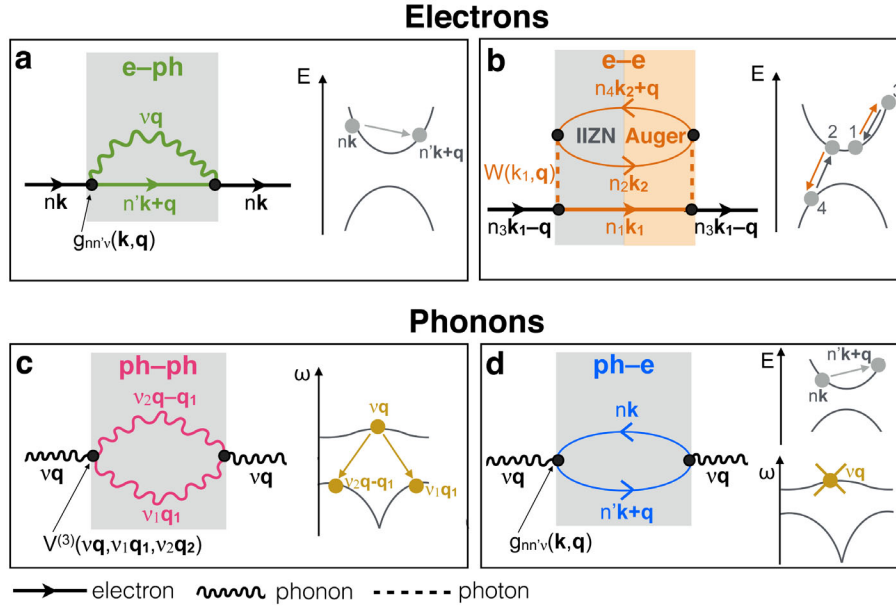 Electrons
a
e–ph
νq
nk
n'k+q
nk
gnn'ν(k,q)
E
nk
n'k+q
b
e–e
n4k2+q
IIZN
Auger
W(k1,q)
n2k2
n3k1–q
n1k1
n3k1–q
E
2
1
3
4
Phonons
c
ph–ph
ν2q–q1
νq
νq
ν1q1
V(3)(νq,ν1q1,ν2q2)
ω
νq
ν2q-q1
ν1q1
d
ph–e
nk
νq
νq
n'k+q
gnn'ν(k,q)
E
n'k+q
nk
ω
νq
electron
phonon
photon